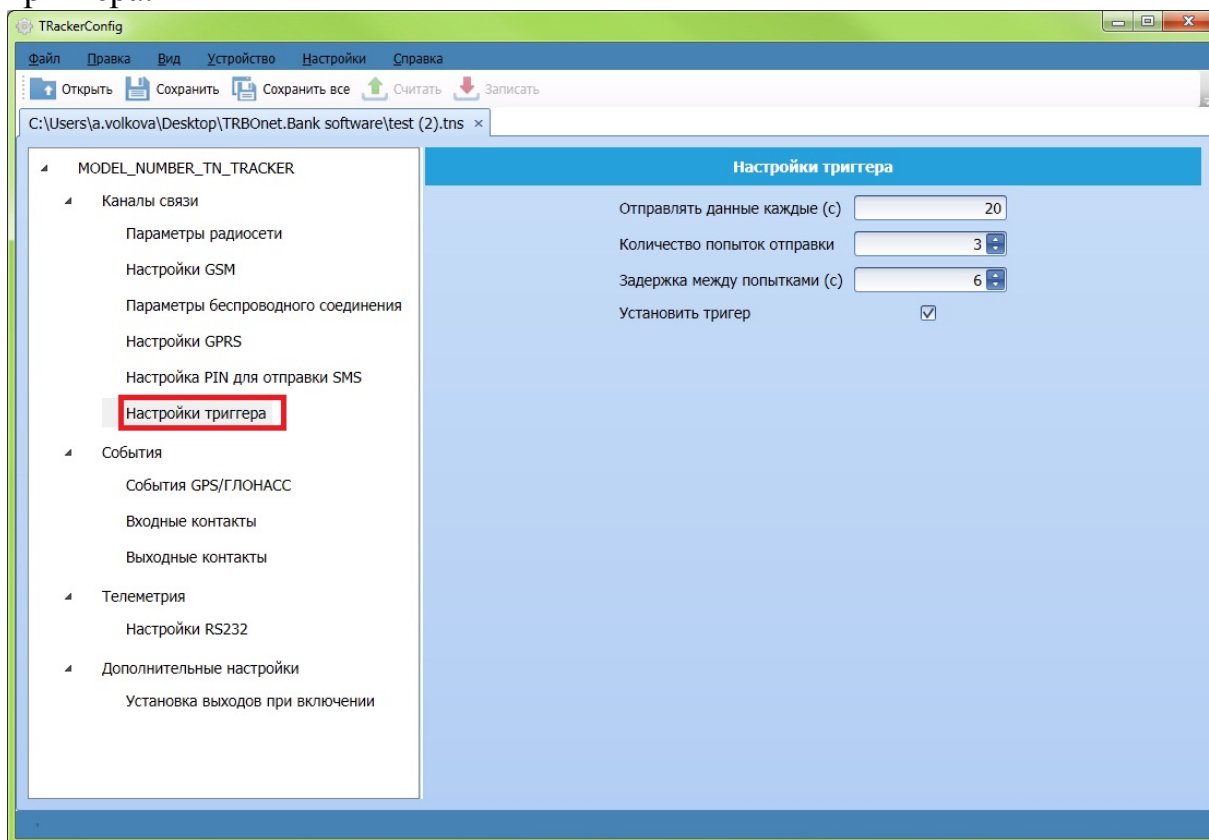 TRackerConfig
Файл Правка Вид Устройство Настройки Справка
Открыть Сохранить Сохранить все Считать Записать
C:\Users\a.volkova\Desktop\TRBOnet.Bank software\test (2).tns ×
MODEL_NUMBER_TN_TRACKER
Каналы связи
Параметры радиосети
Настройки GSM
Параметры беспроводного соединения
Настройки GPRS
Настройка PIN для отправки SMS
Настройки триггера
События
События GPS/ГЛОНАСС
Входные контакты
Выходные контакты
Телеметрия
Настройки RS232
Дополнительные настройки
Установка выходов при включении
Настройки триггера
Отправлять данные каждые (с) 20
Количество попыток отправки 3
Задержка между попытками (с) 6
Установить тригер